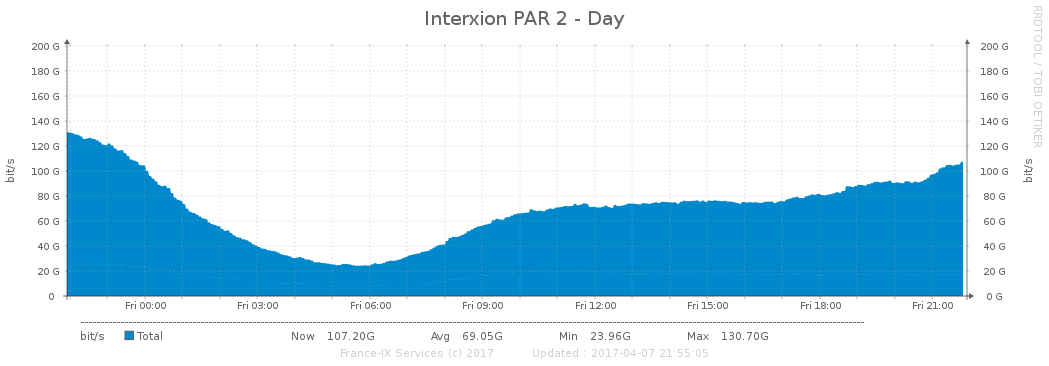 Interxion PAR 2 - Day
RRDTOOL / TOBI OETIKER
bit/s
bit/s
200 G 200 G
180 G 180 G
160 G 160 G
140 G 140 G
120 G 120 G
100 G 100 G
80 G 80 G
60 G 60 G
40 G 40 G
20 G 20 G
0 0 G
Fri 00:00 Fri 03:00 Fri 06:00 Fri 09:00 Fri 12:00 Fri 15:00 Fri 18:00 Fri 21:00
bit/s Total Now 107.20G Avg 69.05G Min 23.96G Max 130.70G
France-IX Services (c) 2017 Updated : 2017-04-07 21:55:05